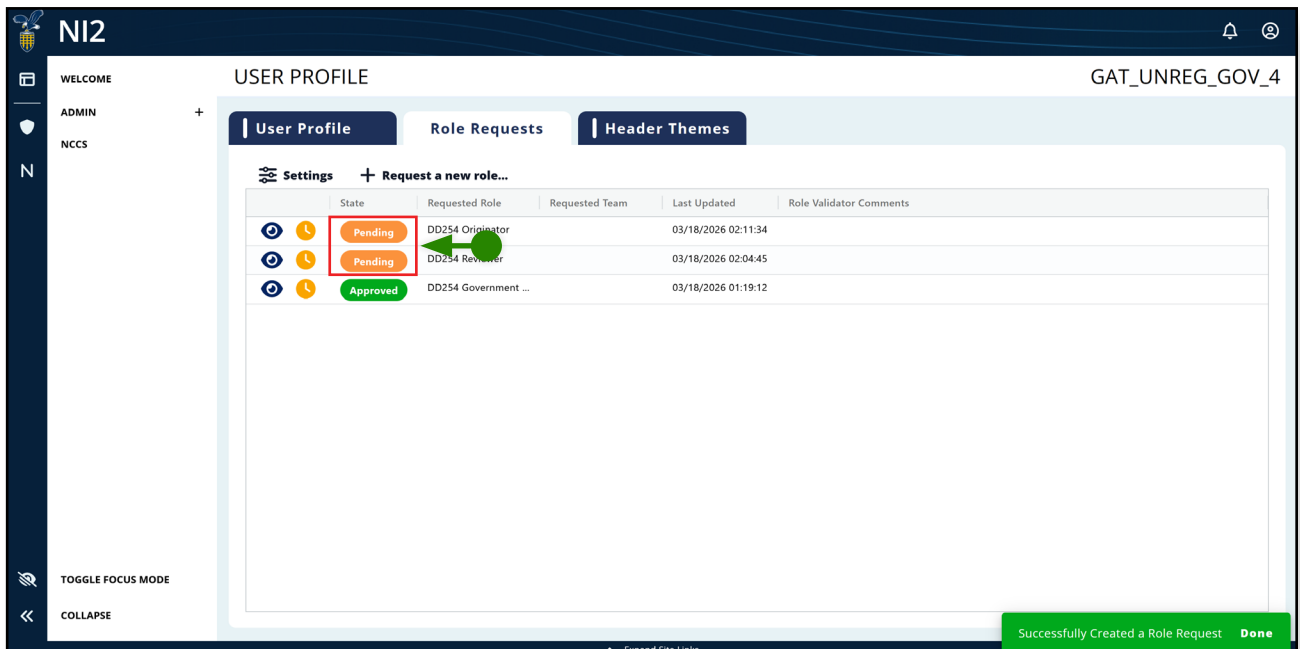 NI2
WELCOME
ADMIN +
NCCS
N
USER PROFILE
GAT_UNREG_GOV_4
User Profile
Role Requests
Header Themes
Settings
Request a new role...
State Requested Role Requested Team Last Updated Role Validator Comments
Pending DD254 Originator 03/18/2026 02:11:34
Pending DD254 Reviewer 03/18/2026 02:04:45
Approved DD254 Government ... 03/18/2026 01:19:12
TOGGLE FOCUS MODE
COLLAPSE
Successfully Created a Role Request Done
Expand Site Links